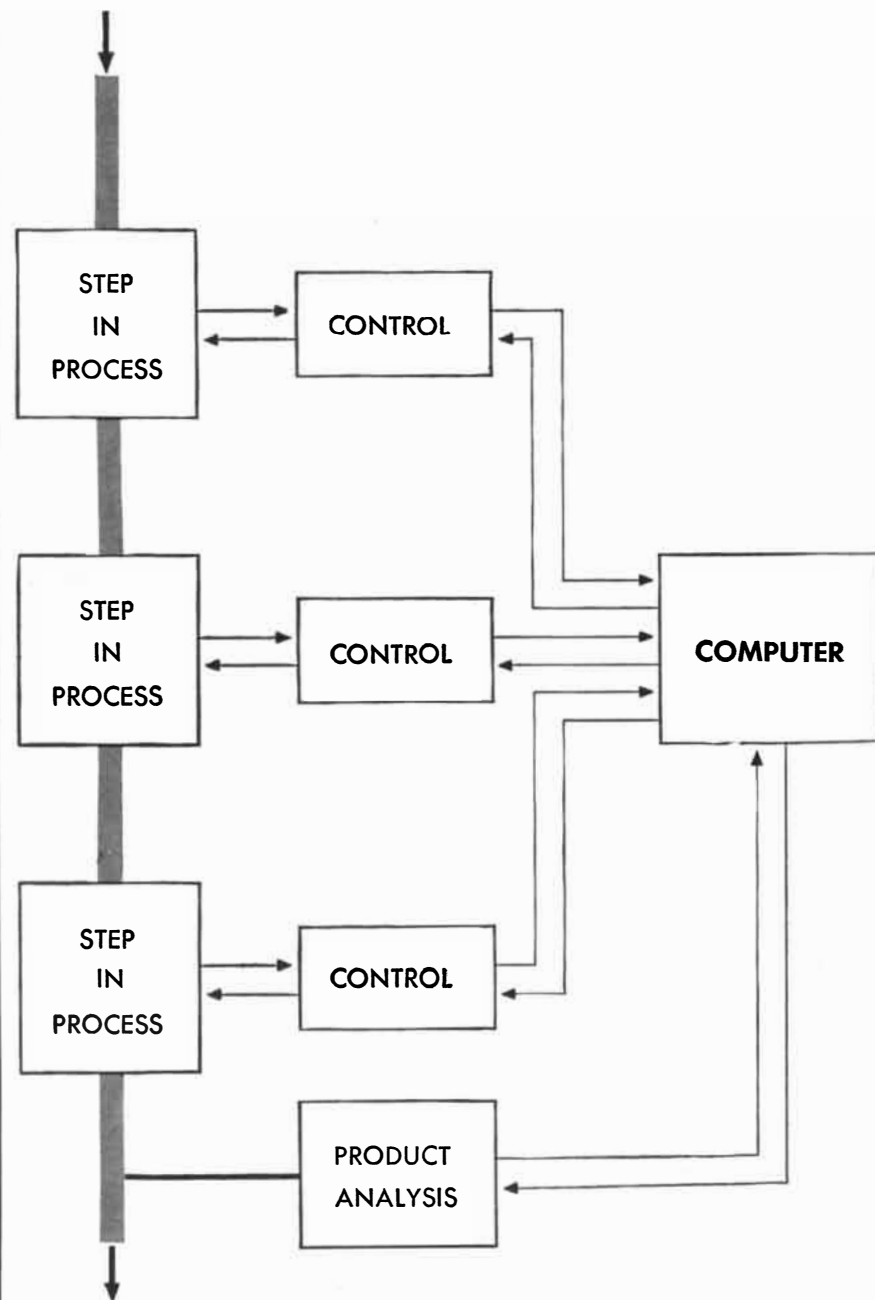 STEP
IN
PROCESS
CONTROL
STEP
IN
PROCESS
CONTROL
COMPUTER
STEP
IN
PROCESS
CONTROL
PRODUCT
ANALYSIS